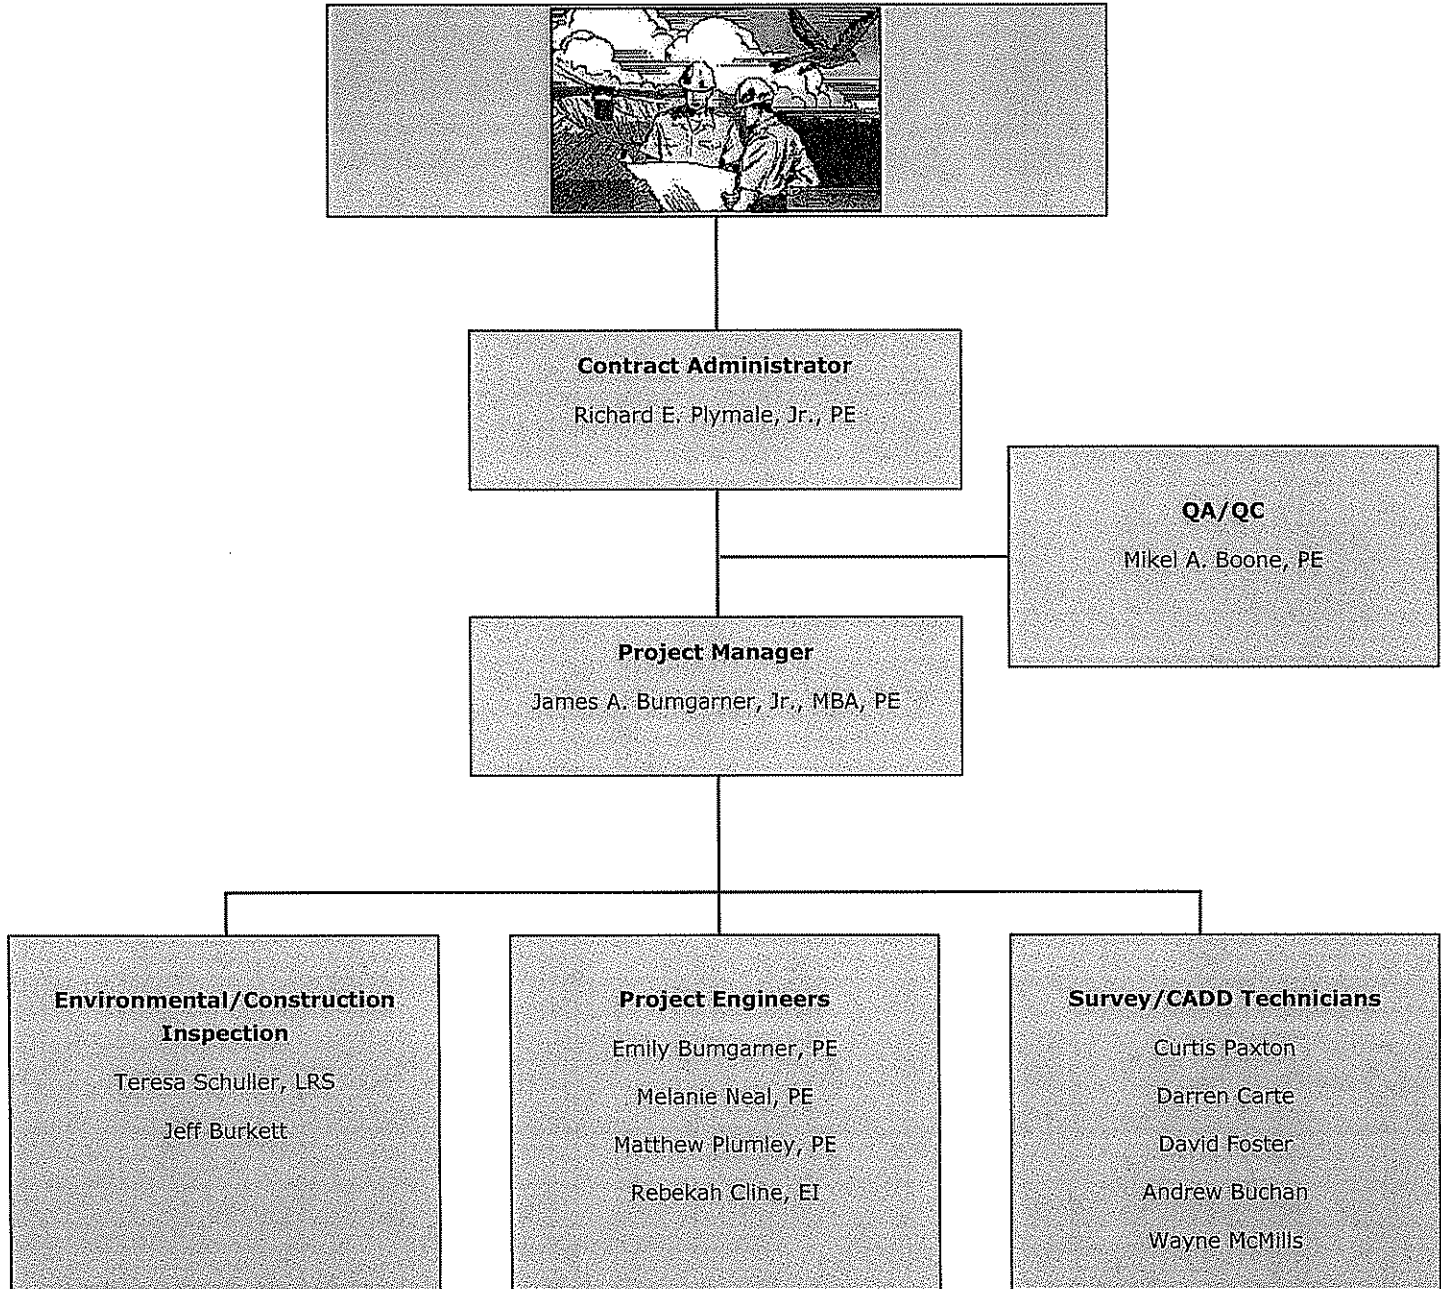 Contract Administrator
Richard E. Plymale, Jr., PE
QA/QC
Mikel A. Boone, PE
Project Manager
James A. Bumgarner, Jr., MBA, PE
Environmental/Construction
Inspection
Teresa Schuller, LRS
Jeff Burkett
Project Engineers
Emily Bumgarner, PE
Melanie Neal, PE
Matthew Plumley, PE
Rebekah Cline, EI
Survey/CADD Technicians
Curtis Paxton
Darren Carte
David Foster
Andrew Buchan
Wayne McMills